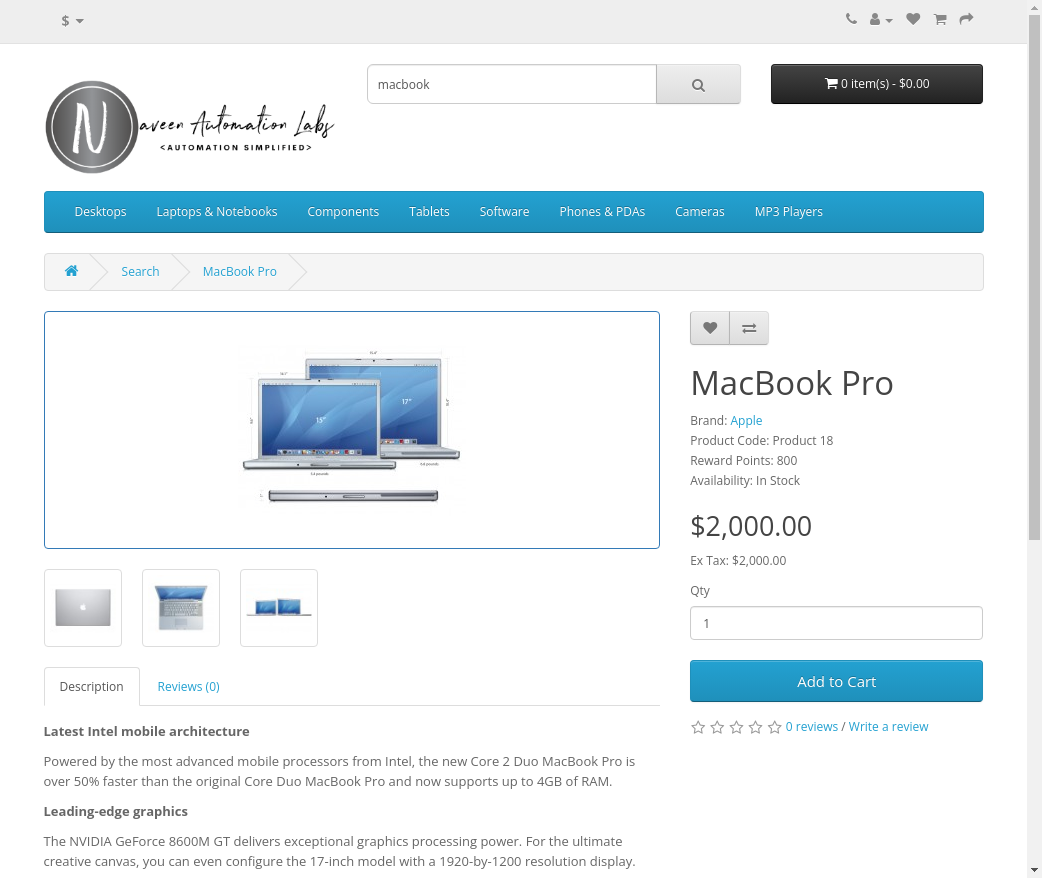 $
macbook
0 item(s) - $0.00
N
aveen Automation Labs
<AUTOMATION SIMPLIFIED>
Desktops
Laptops & Notebooks
Components
Tablets
Software
Phones & PDAs
Cameras
MP3 Players
Search
MacBook Pro
15"
17"
MacBook Pro
Brand: Apple
Product Code: Product 18
Reward Points: 800
Availability: In Stock
$2,000.00
Ex Tax: $2,000.00
Qty
1
Add to Cart
0 reviews / Write a review
Description
Reviews (0)
Latest Intel mobile architecture
Powered by the most advanced mobile processors from Intel, the new Core 2 Duo MacBook Pro is
over 50% faster than the original Core Duo MacBook Pro and now supports up to 4GB of RAM.
Leading-edge graphics
The NVIDIA GeForce 8600M GT delivers exceptional graphics processing power. For the ultimate
creative canvas, you can even configure the 17-inch model with a 1920-by-1200 resolution display.